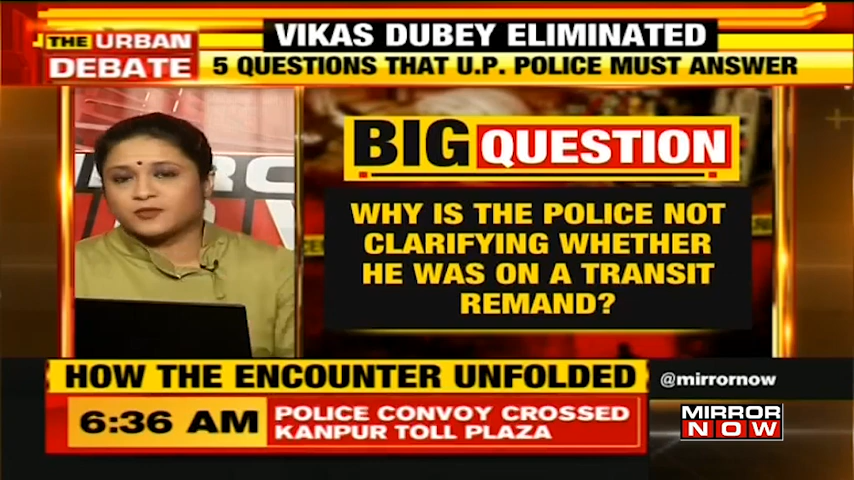 THE URBAN
DEBATE
VIKAS DUBEY ELIMINATED
5 QUESTIONS THAT U.P. POLICE MUST ANSWER
BIG QUESTION
WHY IS THE POLICE NOT
CLARIFYING WHETHER
HE WAS ON A TRANSIT
REMAND?
HOW THE ENCOUNTER UNFOLDED
@mirrornow
6:36 AM
POLICE CONVOY CROSSED
KANPUR TOLL PLAZA
MIRROR
NOW